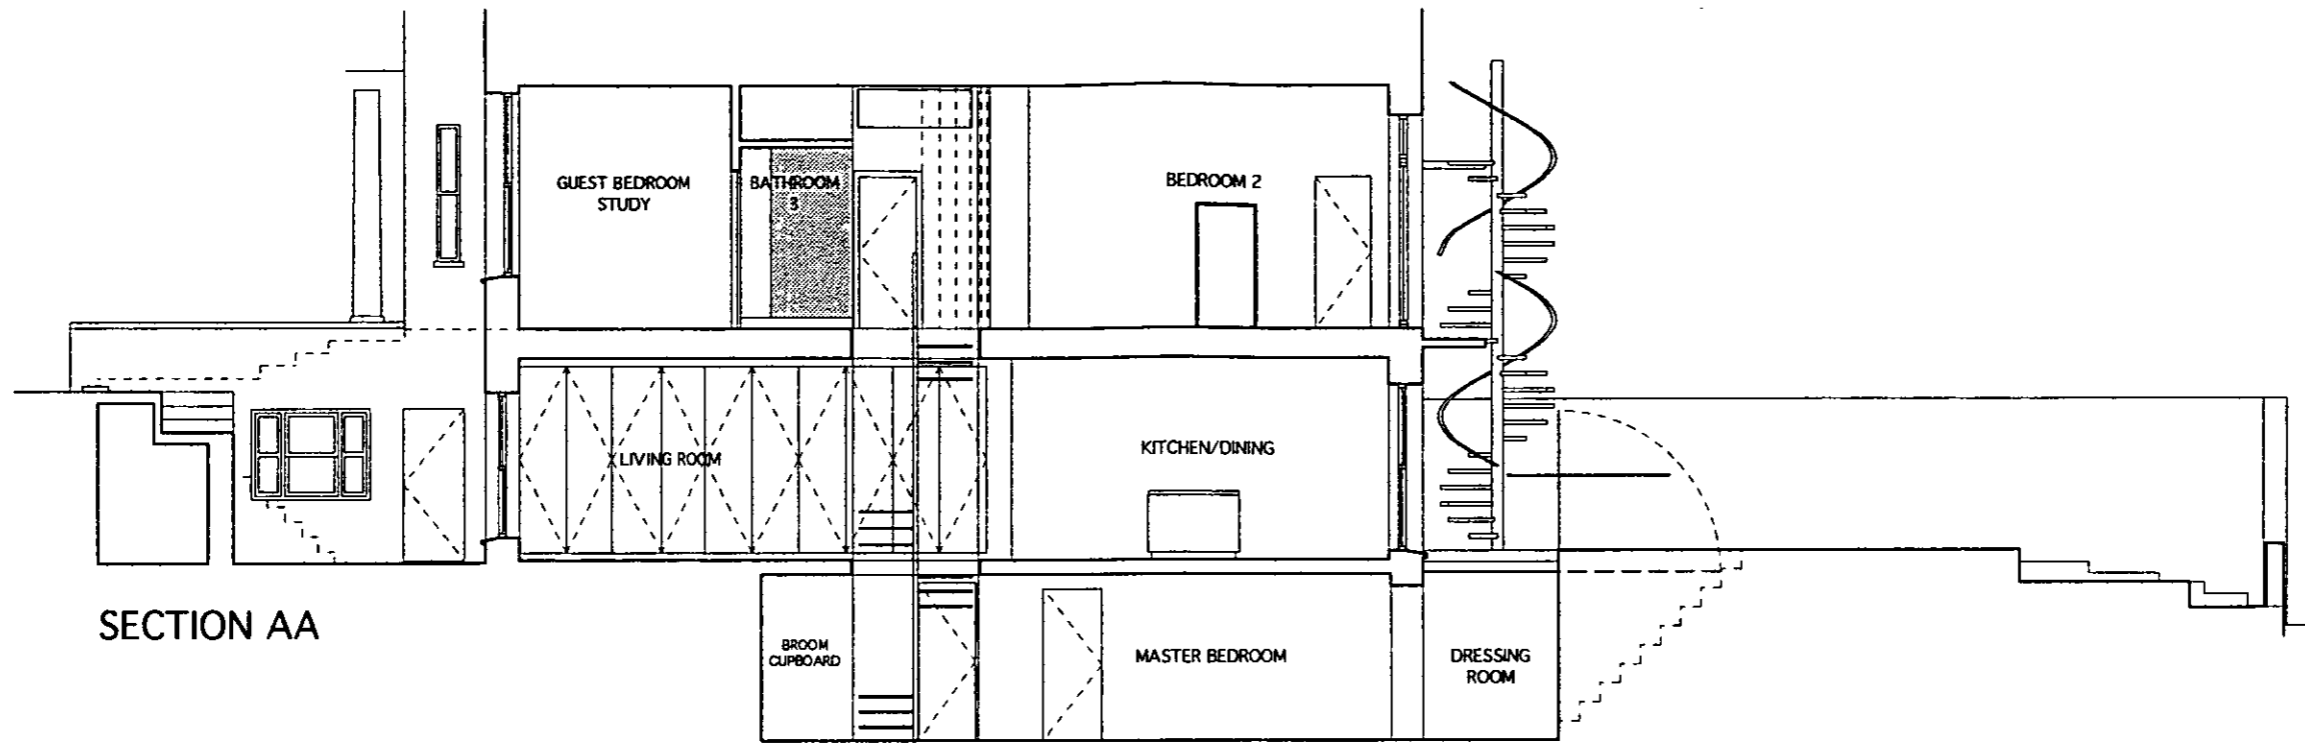 GUEST BEDROOM
STUDY
BATHROOM
3
BEDROOM 2
LIVING ROOM
KITCHEN/DINING
SECTION AA
BROOM
CUPBOARD
MASTER BEDROOM
DRESSING
ROOM